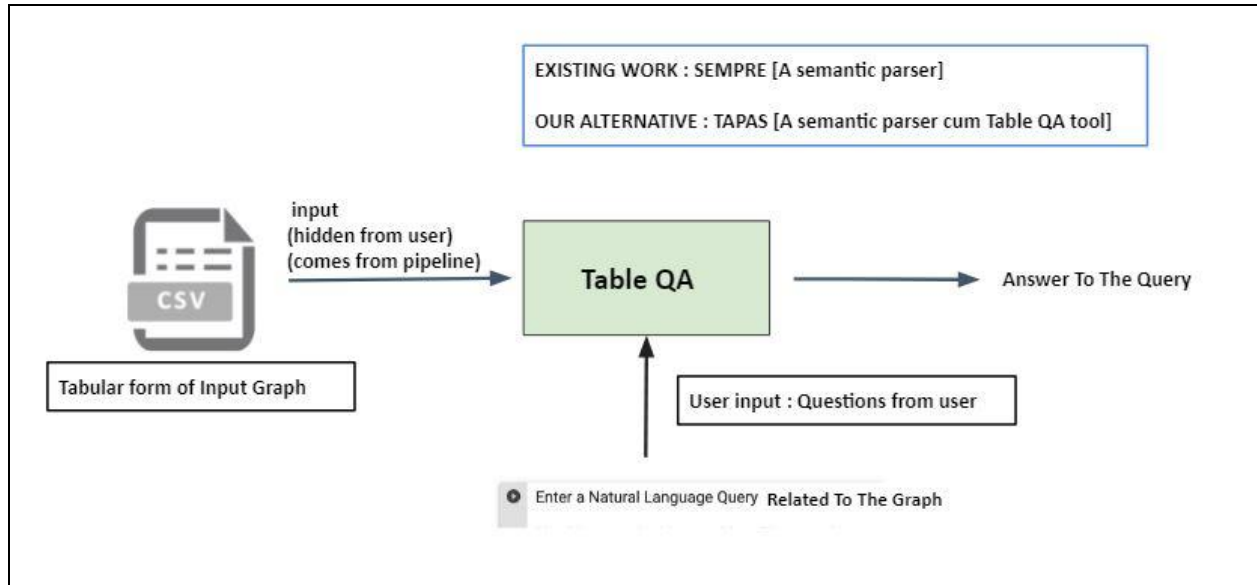 EXISTING WORK : SEMPRE [A semantic parser]
OUR ALTERNATIVE : TAPAS [A semantic parser cum Table QA tool]
input
(hidden from user)
(comes from pipeline)
CSV
Table QA
Answer To The Query
Tabular form of Input Graph
User input : Questions from user
Enter a Natural Language Query Related To The Graph